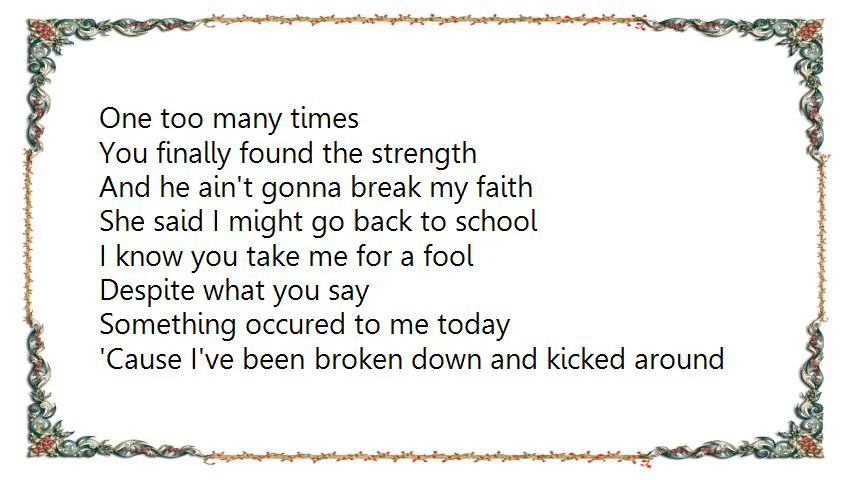 One too many times
You finally found the strength
And he ain't gonna break my faith
She said I might go back to school
I know you take me for a fool
Despite what you say
Something occured to me today
'Cause I've been broken down and kicked around